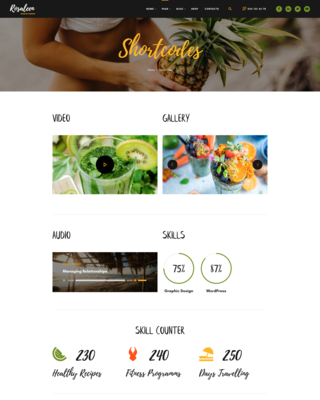 Rosaleen
HOME PAGES BLOG SHOP CONTACTS
Shortcodes
VIDEO
GALLERY
AUDIO
SKILLS
Managing Relationships
75%
87%
Graphic Design
WordPress
SKILL COUNTER
230
240
250
Healthy Recipes
Fitness Programms
Days Travelling